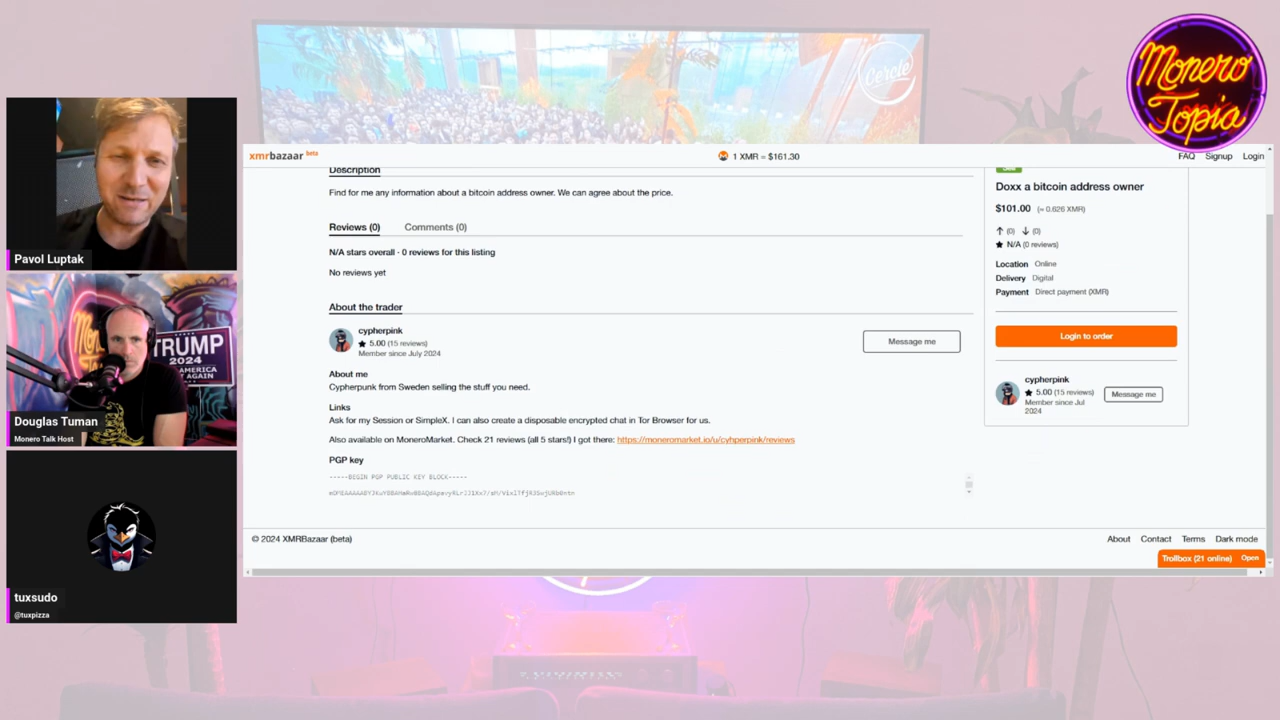 Cercle
Monero
Topia
Pavol Luptak
Monero
TRUMP
2024
AMERICA
AGAIN
Douglas Tuman
Monero Talk Host
tuxsudo
@tuxpizza
xmrbazaar beta
1 XMR = $161.30
FAQ Signup Login
Description
Find for me any information about a bitcoin address owner. We can agree about the price.
Reviews (0) Comments (0)
N/A stars overall - 0 reviews for this listing
No reviews yet
About the trader
cypherpink
5.00 (15 reviews)
Member since July 2024
Message me
About me
Cypherpunk from Sweden selling the stuff you need.
Links
Ask for my Session or SimpleX. I can also create a disposable encrypted chat in Tor Browser for us.
Also available on MoneroMarket. Check 21 reviews (all 5 stars!) I got there: https://moneromarket.io/u/cyhperpink/reviews
PGP key
-----BEGIN PGP PUBLIC KEY BLOCK-----
Doxx a bitcoin address owner
$101.00 (≈ 0.626 XMR)
(0) (0)
N/A (0 reviews)
Location Online
Delivery Digital
Payment Direct payment (XMR)
Login to order
cypherpink
5.00 (15 reviews)
Member since Jul
2024
Message me
© 2024 XMRBazaar (beta)
About Contact Terms Dark mode
Trollbox (21 online) Open